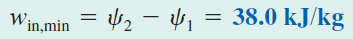 w_in,min = ψ₂ − ψ₁ = 38.0 kJ/kg